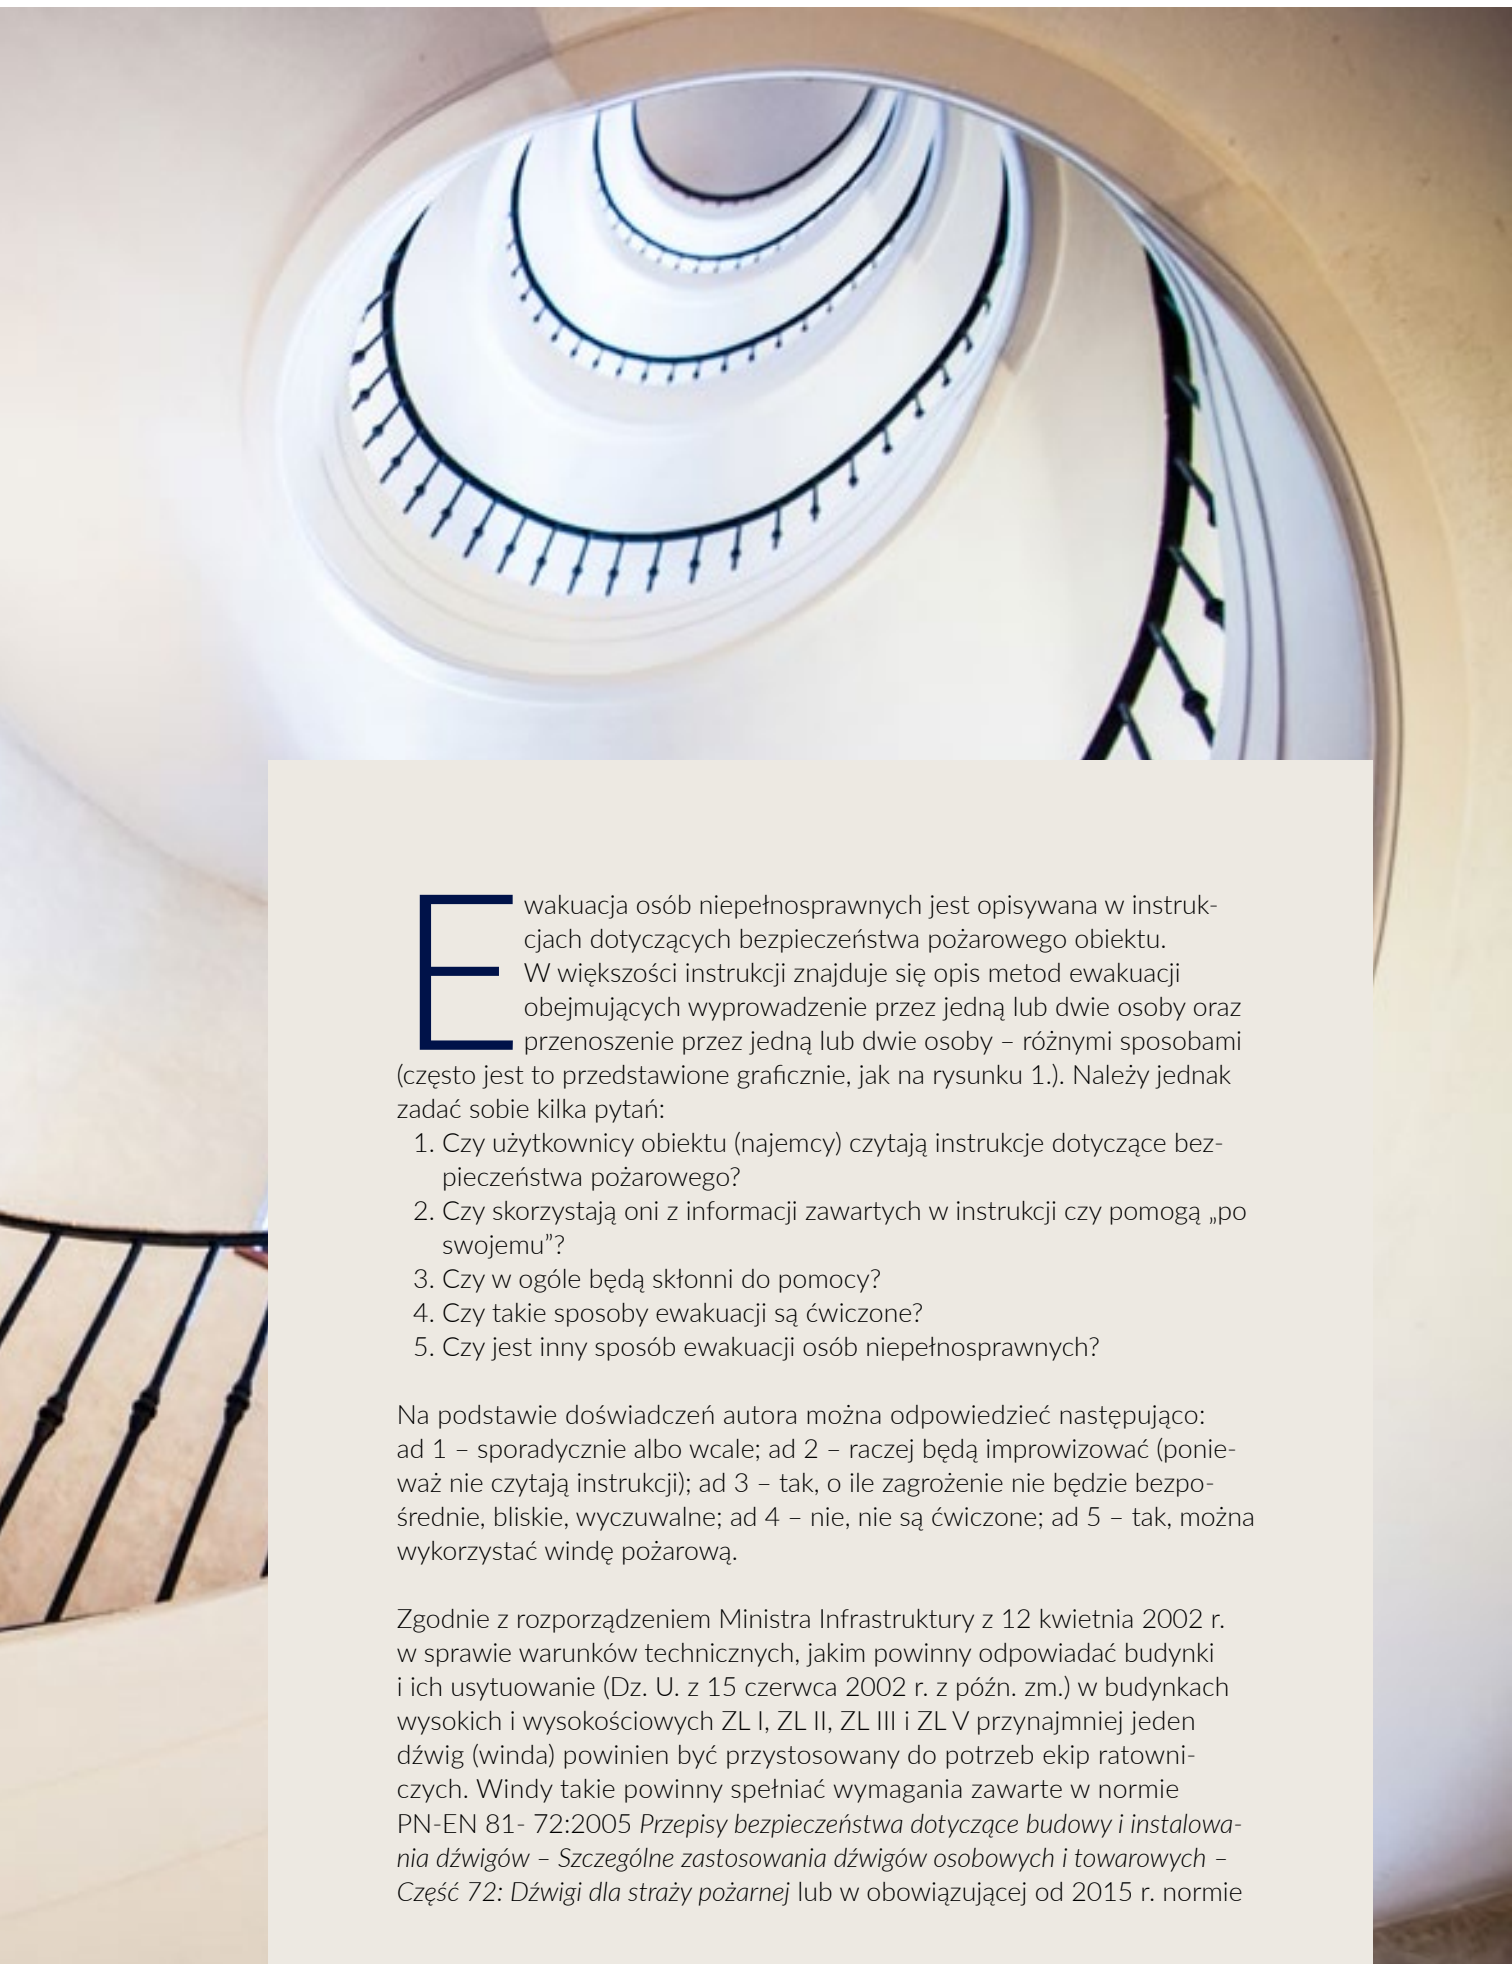 Ewakuacja osób niepełnosprawnych jest opisywana w instruk-
cjach dotyczących bezpieczeństwa pożarowego obiektu.
W większości instrukcji znajduje się opis metod ewakuacji
obejmujących wyprowadzenie przez jedną lub dwie osoby oraz
przenoszenie przez jedną lub dwie osoby – różnymi sposobami
(często jest to przedstawione graficznie, jak na rysunku 1.). Należy jednak
zadać sobie kilka pytań:
1. Czy użytkownicy obiektu (najemcy) czytają instrukcje dotyczące bez-
pieczeństwa pożarowego?
2. Czy skorzystają oni z informacji zawartych w instrukcji czy pomogą „po
swojemu”?
3. Czy w ogóle będą skłonni do pomocy?
4. Czy takie sposoby ewakuacji są ćwiczone?
5. Czy jest inny sposób ewakuacji osób niepełnosprawnych?
Na podstawie doświadczeń autora można odpowiedzieć następująco:
ad 1 – sporadycznie albo wcale; ad 2 – raczej będą improwizować (ponie-
waż nie czytają instrukcji); ad 3 – tak, o ile zagrożenie nie będzie bezpo-
średnie, bliskie, wyczuwalne; ad 4 – nie, nie są ćwiczone; ad 5 – tak, można
wykorzystać windę pożarową.
Zgodnie z rozporządzeniem Ministra Infrastruktury z 12 kwietnia 2002 r.
w sprawie warunków technicznych, jakim powinny odpowiadać budynki
i ich usytuowanie (Dz. U. z 15 czerwca 2002 r. z późn. zm.) w budynkach
wysokich i wysokościowych ZL I, ZL II, ZL III i ZL V przynajmniej jeden
dźwig (winda) powinien być przystosowany do potrzeb ekip ratowni-
czych. Windy takie powinny spełniać wymagania zawarte w normie
PN-EN 81- 72:2005 Przepisy bezpieczeństwa dotyczące budowy i instalowa-
nia dźwigów – Szczególne zastosowania dźwigów osobowych i towarowych –
Część 72: Dźwigi dla straży pożarnej lub w obowiązującej od 2015 r. normie